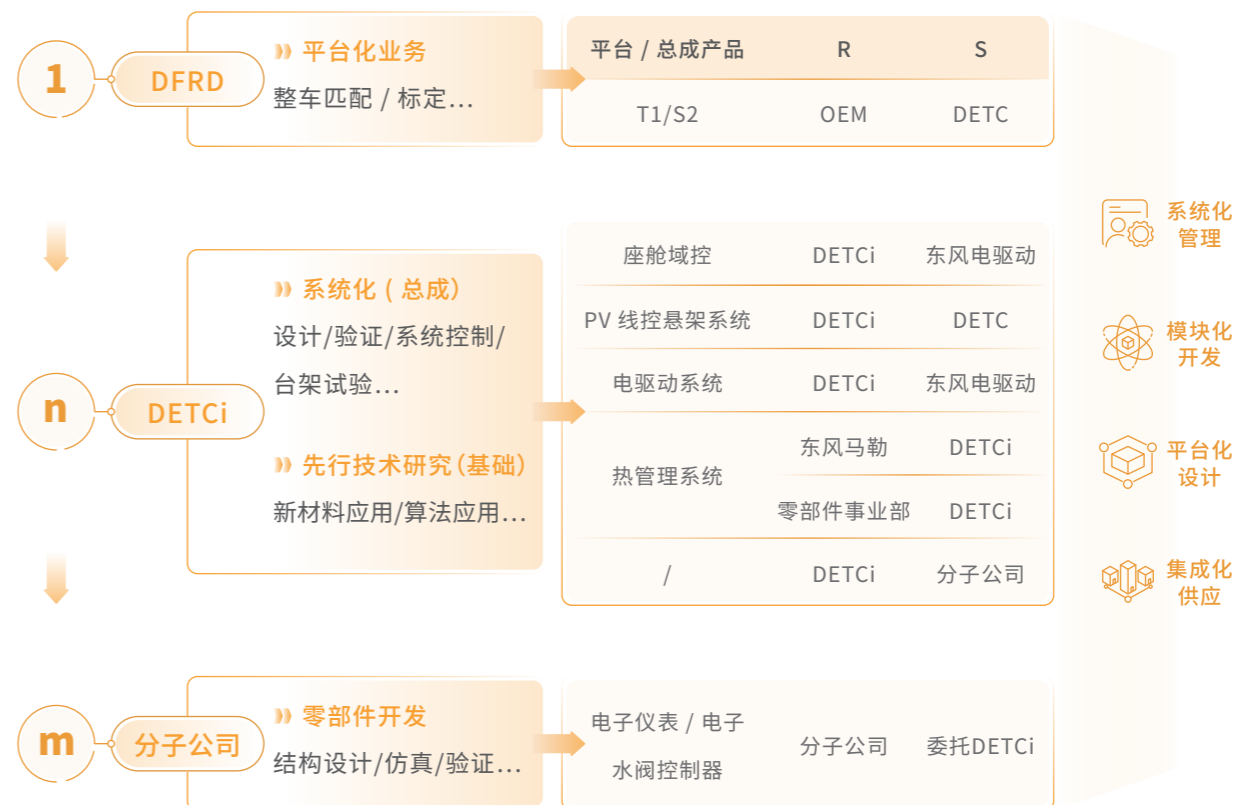 1
DFRD
平台化业务
整车匹配 / 标定...
平台 / 总成产品 R S
T1/S2 OEM DETC
n
DETCi
系统化 ( 总成）
设计/验证/系统控制/
台架试验...
先行技术研究（基础）
新材料应用/算法应用...
座舱域控 DETCi 东风电驱动
PV 线控悬架系统 DETCi DETC
电驱动系统 DETCi 东风电驱动
热管理系统
东风马勒 DETCi
零部件事业部 DETCi
/ DETCi 分子公司
m
分子公司
零部件开发
结构设计/仿真/验证...
电子仪表 / 电子
水阀控制器
分子公司 委托DETCi
系统化
管理
模块化
开发
平台化
设计
集成化
供应